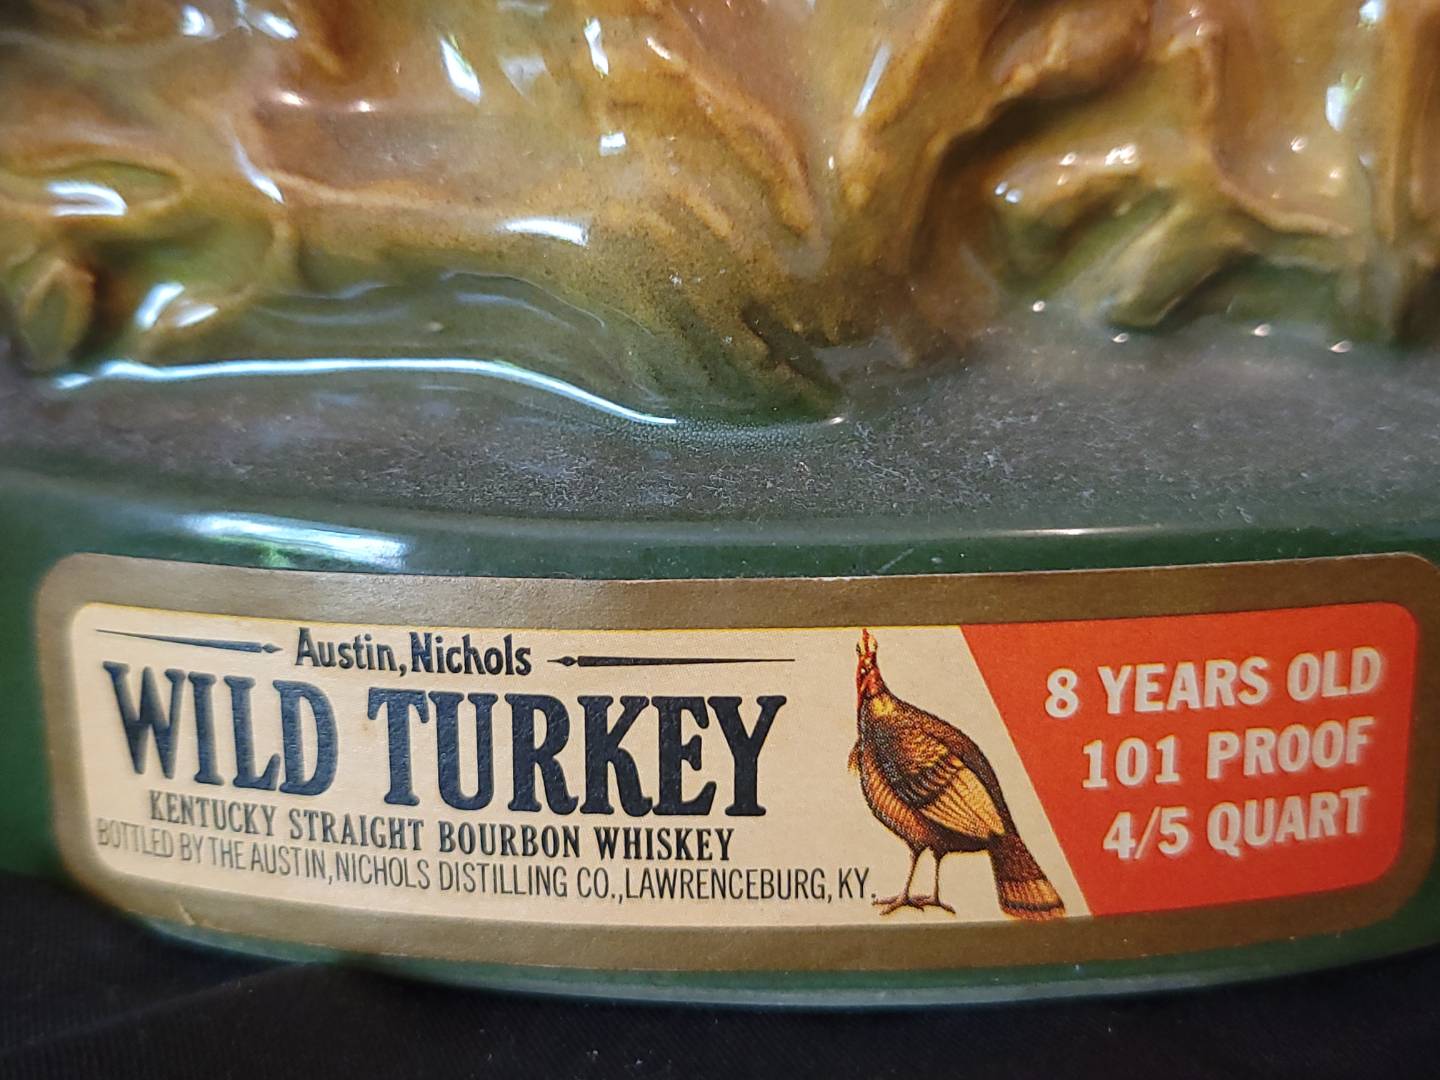 Austin, Nichols
WILD TURKEY
KENTUCKY STRAIGHT BOURBON WHISKEY
BOTTLED BY THE AUSTIN, NICHOLS DISTILLING CO., LAWRENCEBURG, KY.
8 YEARS OLD
101 PROOF
4/5 QUART